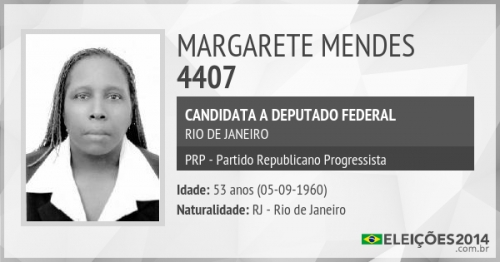 MARGARETE MENDES
4407
CANDIDATA A DEPUTADO FEDERAL
RIO DE JANEIRO
PRP - Partido Republicano Progressista
Idade: 53 anos (05-09-1960)
Naturalidade: RJ - Rio de Janeiro
ELEIÇÕES2014
.com.br